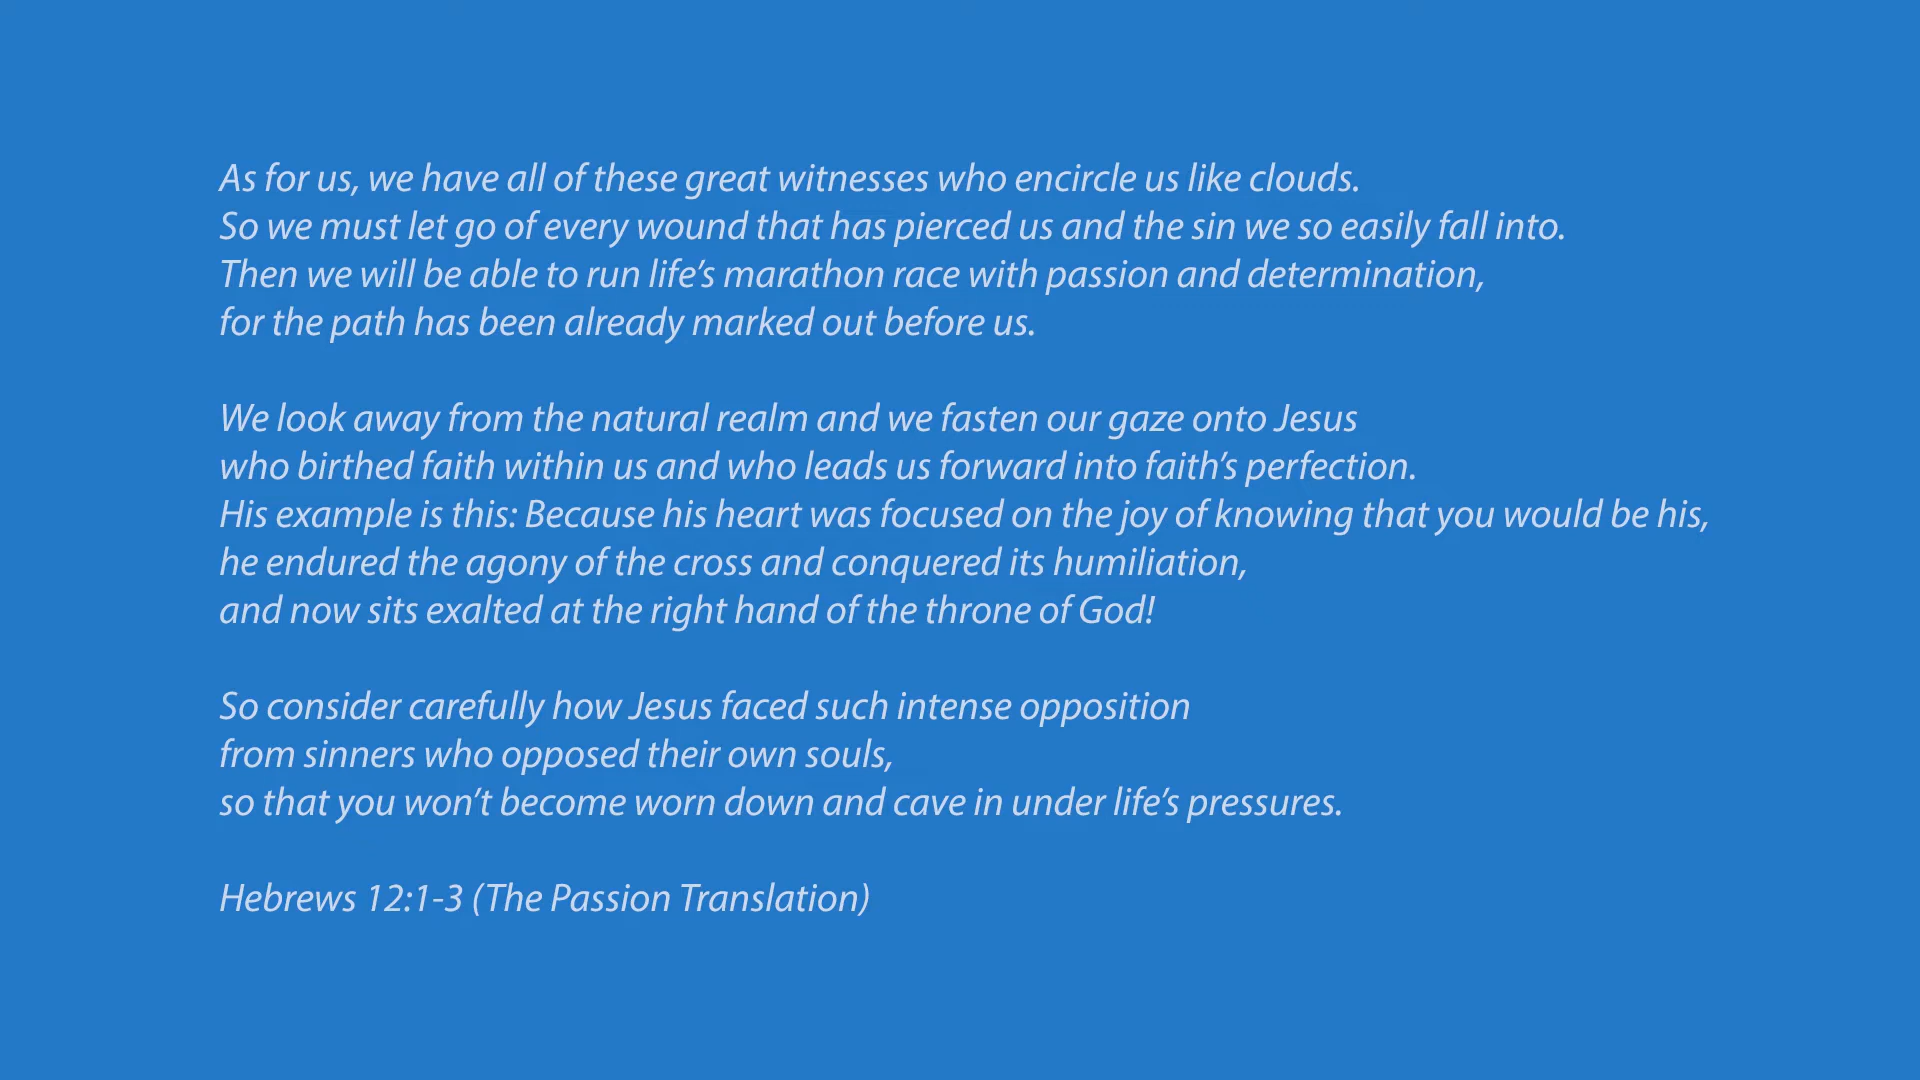 As for us, we have all of these great witnesses who encircle us like clouds.
So we must let go of every wound that has pierced us and the sin we so easily fall into.
Then we will be able to run life’s marathon race with passion and determination,
for the path has been already marked out before us.
We look away from the natural realm and we fasten our gaze onto Jesus
who birthed faith within us and who leads us forward into faith’s perfection.
His example is this: Because his heart was focused on the joy of knowing that you would be his,
he endured the agony of the cross and conquered its humiliation,
and now sits exalted at the right hand of the throne of God!
So consider carefully how Jesus faced such intense opposition
from sinners who opposed their own souls,
so that you won’t become worn down and cave in under life’s pressures.
Hebrews 12:1-3 (The Passion Translation)